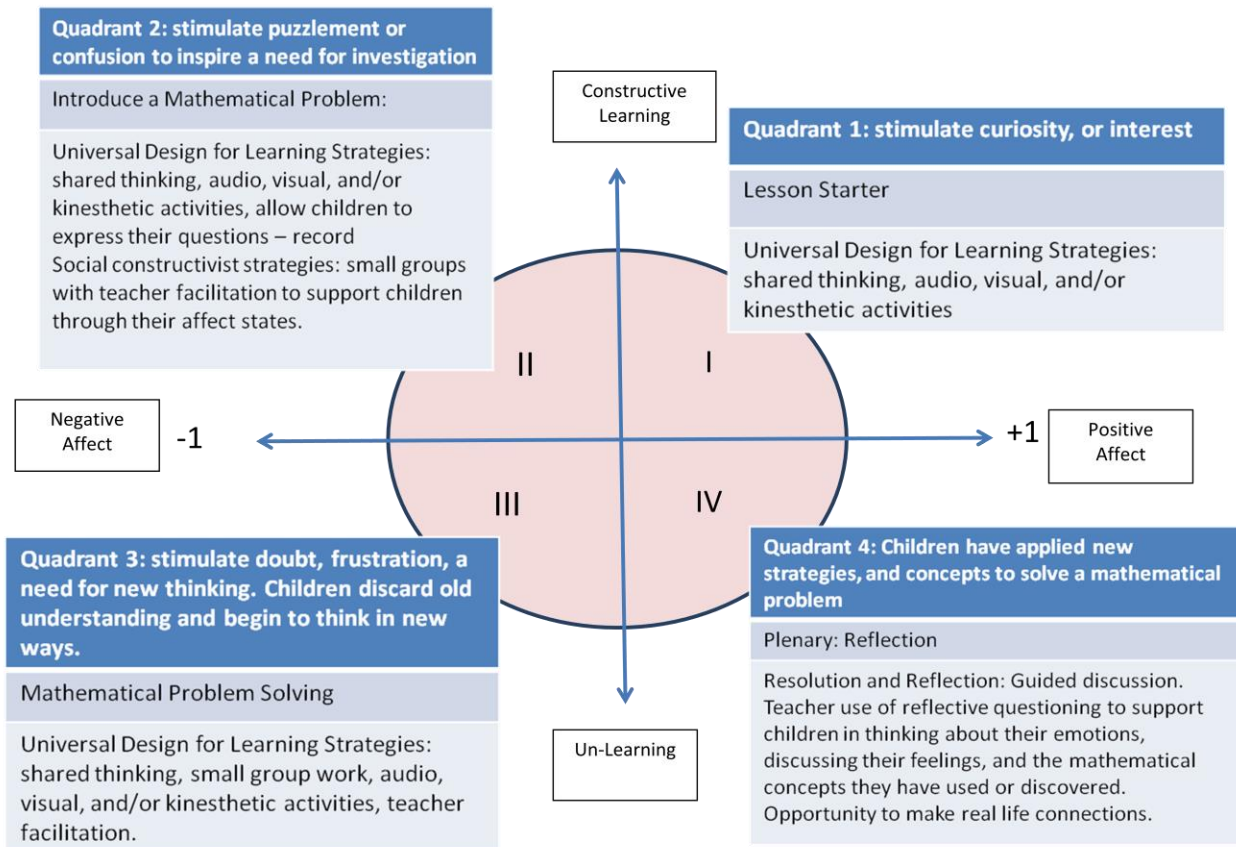 Quadrant 2: stimulate puzzlement or
confusion to inspire a need for investigation
Introduce a Mathematical Problem:
Universal Design for Learning Strategies:
shared thinking, audio, visual, and/or
kinesthetic activities, allow children to
express their questions – record
Social constructivist strategies: small groups
with teacher facilitation to support children
through their affect states.
Constructive
Learning
Quadrant 1: stimulate curiosity, or interest
Lesson Starter
Universal Design for Learning Strategies:
shared thinking, audio, visual, and/or
kinesthetic activities
II
I
Negative
Affect
-1
+1
Positive
Affect
III
IV
Quadrant 3: stimulate doubt, frustration, a
need for new thinking. Children discard old
understanding and begin to think in new
ways.
Mathematical Problem Solving
Universal Design for Learning Strategies:
shared thinking, small group work, audio,
visual, and/or kinesthetic activities, teacher
facilitation.
Un-Learning
Quadrant 4: Children have applied new
strategies, and concepts to solve a mathematical
problem
Plenary: Reflection
Resolution and Reflection: Guided discussion.
Teacher use of reflective questioning to support
children in thinking about their emotions,
discussing their feelings, and the mathematical
concepts they have used or discovered.
Opportunity to make real life connections.